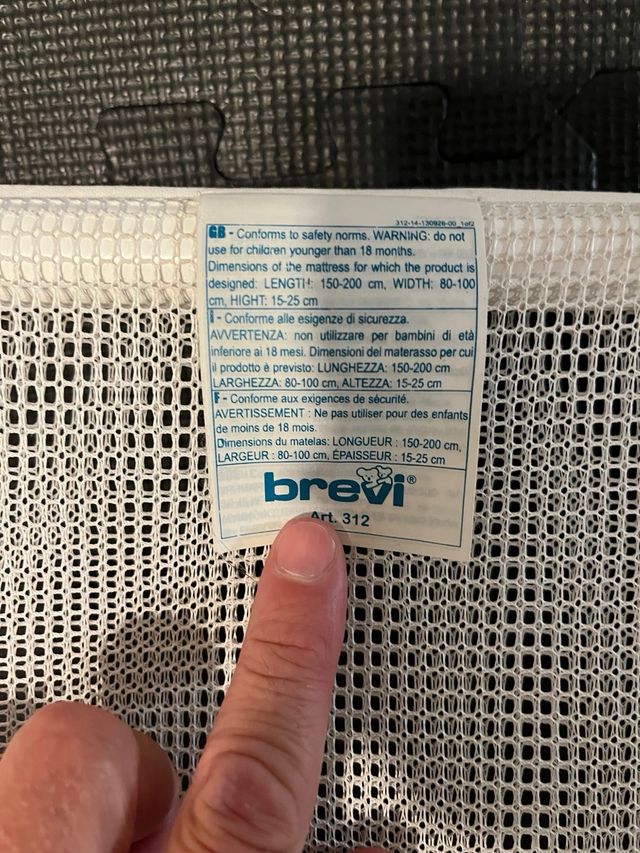 312-14-130926-00_1of2
GB - Conforms to safety norms. WARNING: do not
use for children younger than 18 months.
Dimensions of the mattress for which the product is
designed: LENGTH: 150-200 cm, WIDTH: 80-100
cm, HIGHT: 15-25 cm
I - Conforme alle esigenze di sicurezza.
AVVERTENZA: non utilizzare per bambini di età
inferiore ai 18 mesi. Dimensioni del materasso per cui
il prodotto è previsto: LUNGHEZZA: 150-200 cm
LARGHEZZA: 80-100 cm, ALTEZZA: 15-25 cm
F - Conforme aux exigences de sécurité.
AVERTISSEMENT : Ne pas utiliser pour des enfants
de moins de 18 mois.
Dimensions du matelas: LONGUEUR : 150-200 cm,
LARGEUR : 80-100 cm, ÉPAISSEUR : 15-25 cm
brevi®
Art. 312